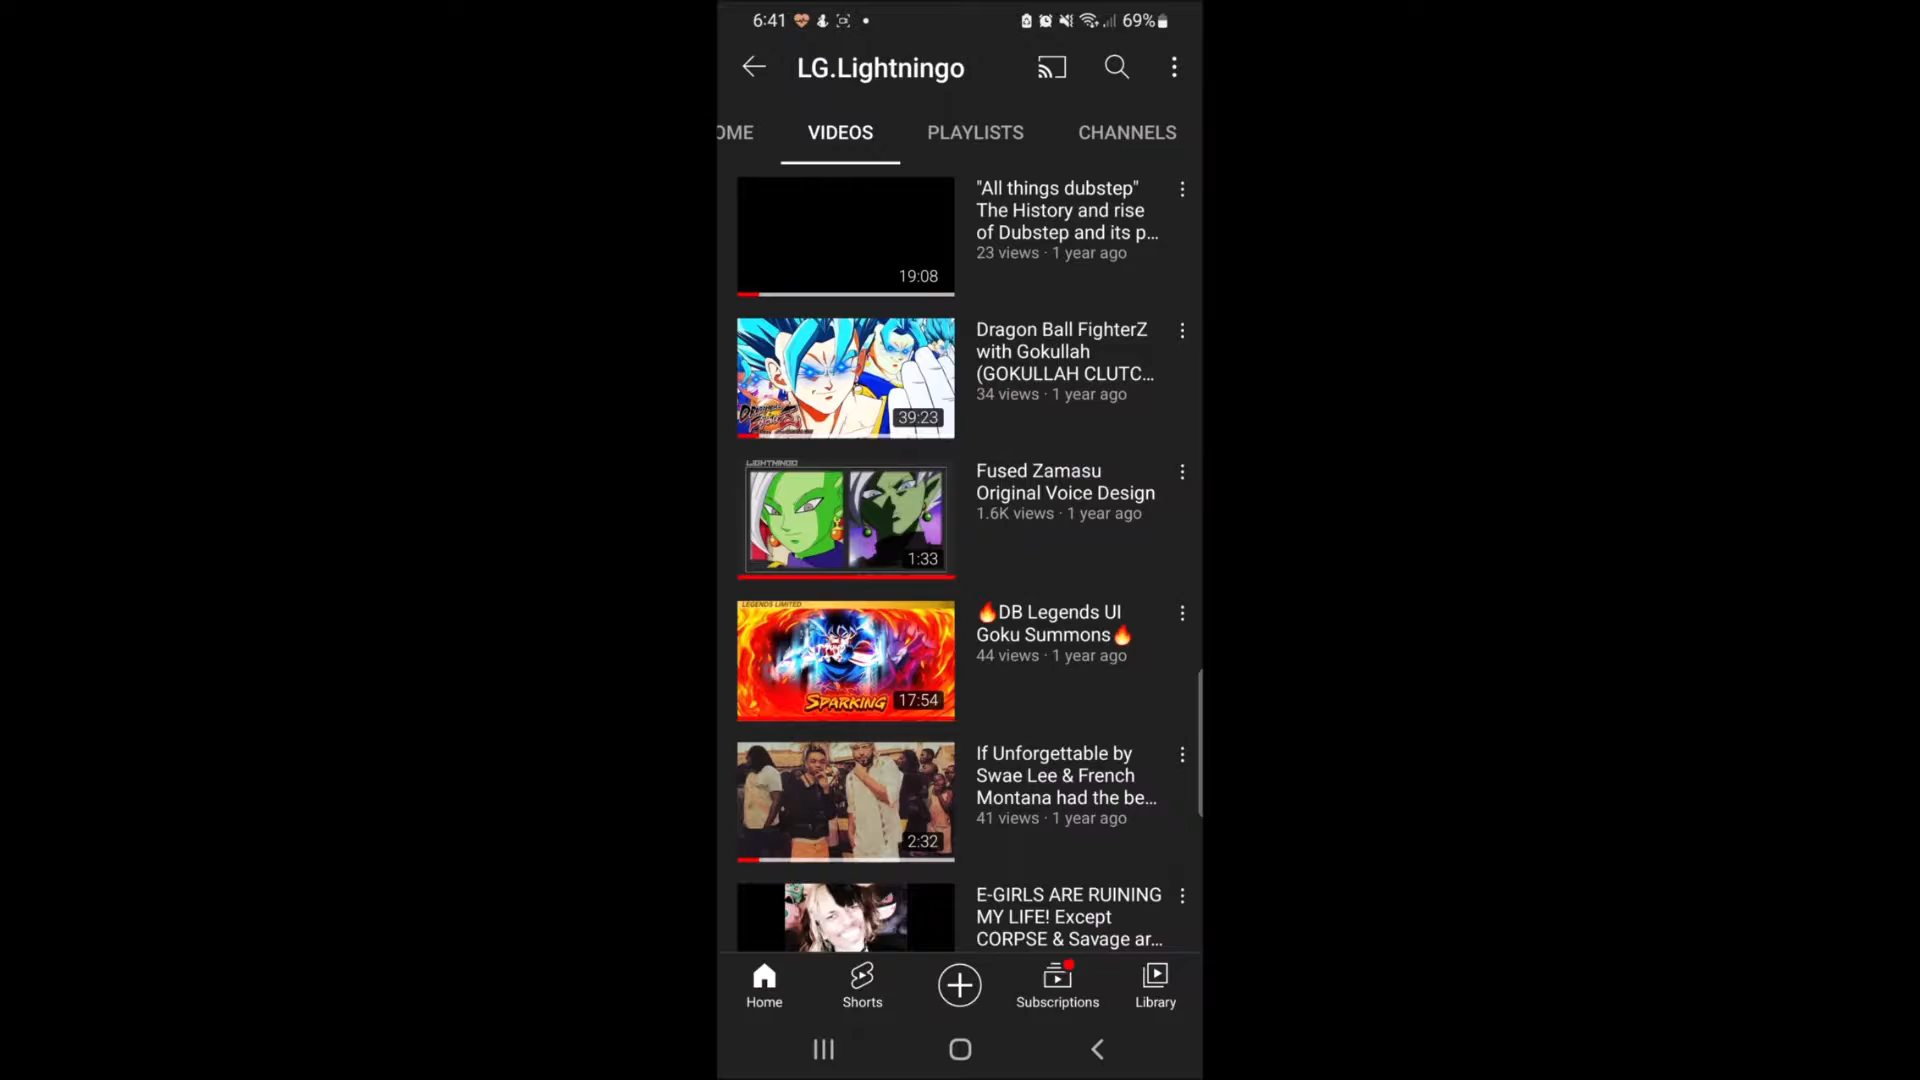 6:41
69%
LG.Lightningo
OME VIDEOS PLAYLISTS CHANNELS
19:08
"All things dubstep"
The History and rise
of Dubstep and its p...
23 views · 1 year ago
39:23
Dragon Ball FighterZ
with Gokullah
(GOKULLAH CLUTC...
34 views · 1 year ago
LIGHTNINGO
1:33
Fused Zamasu
Original Voice Design
1.6K views · 1 year ago
LEGENDS LIMITED
SPARKING
17:54
🔥DB Legends UI
Goku Summons🔥
44 views · 1 year ago
2:32
If Unforgettable by
Swae Lee & French
Montana had the be...
41 views · 1 year ago
E-GIRLS ARE RUINING
MY LIFE! Except
CORPSE & Savage ar...
Home Shorts Subscriptions Library